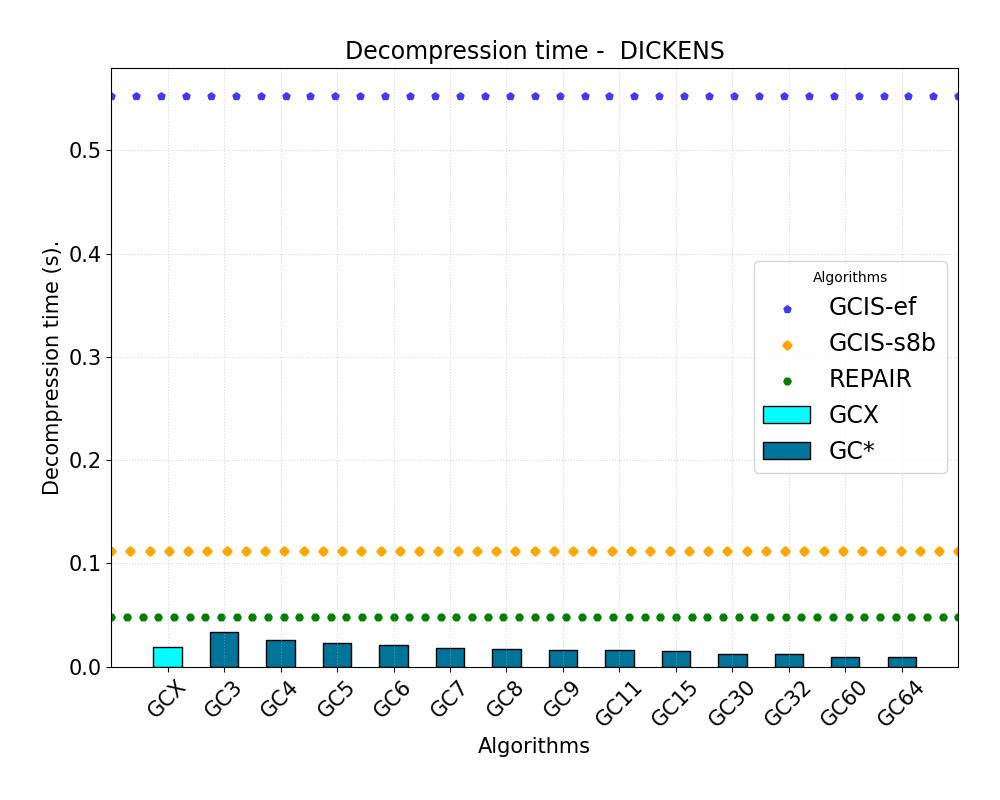 Decompression time -  DICKENS
Decompression time (s).
0.5
0.4
0.3
0.2
0.1
0.0
Algorithms
GCIS-ef
GCIS-s8b
REPAIR
GCX
GC*
GCX
GC3
GC4
GC5
GC6
GC7
GC8
GC9
GC11
GC15
GC30
GC32
GC60
GC64
Algorithms